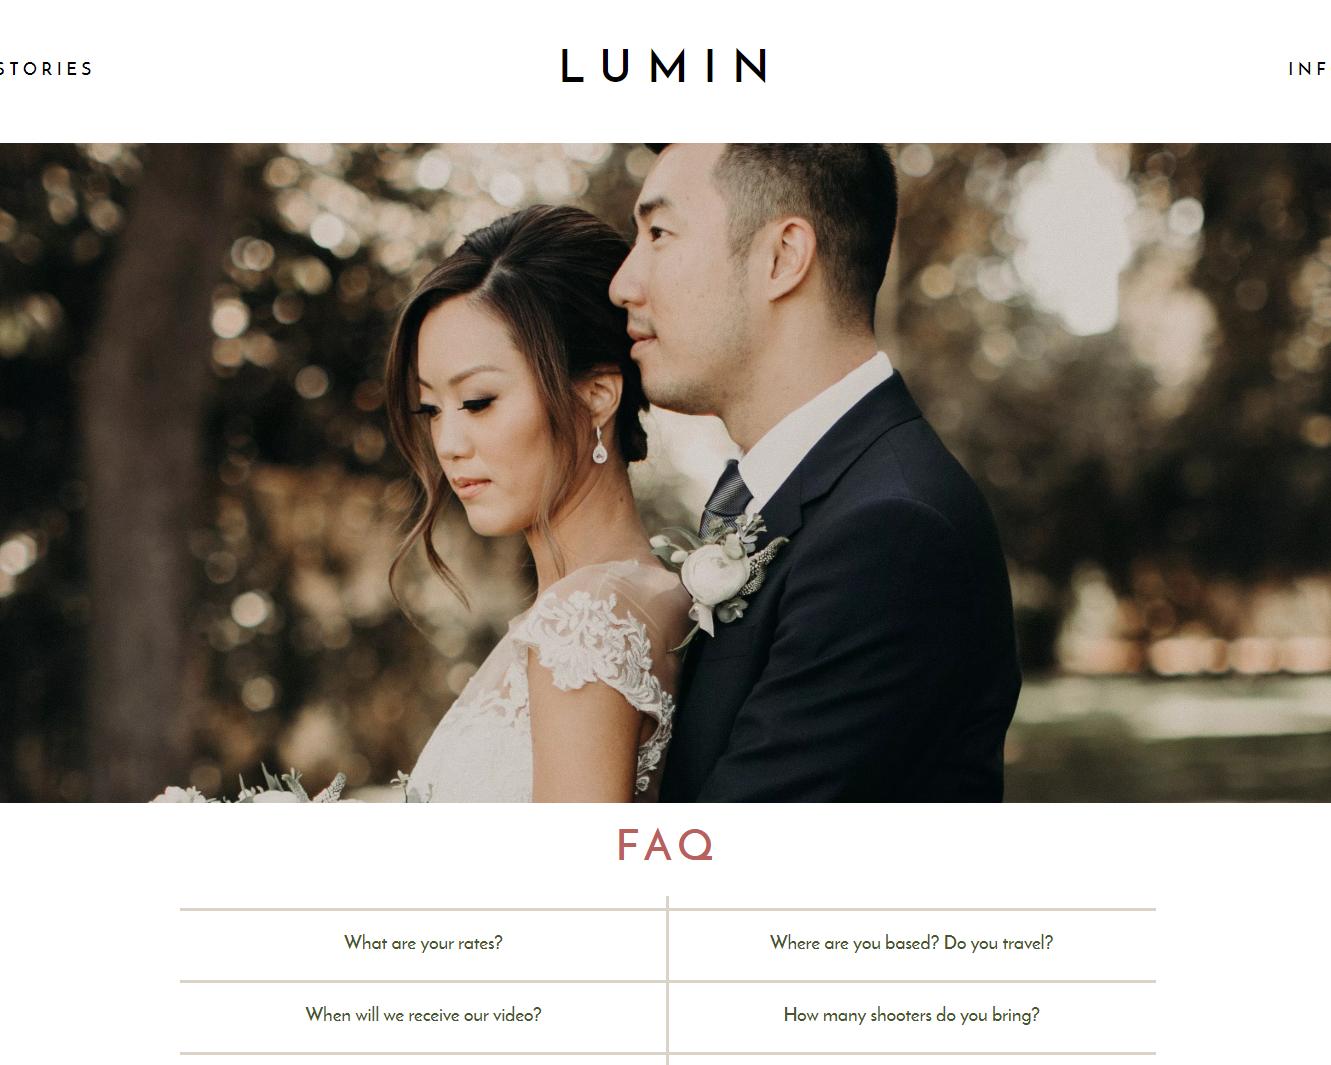 STORIES
LUMIN
INF
FAQ
What are your rates?
Where are you based? Do you travel?
When will we receive our video?
How many shooters do you bring?